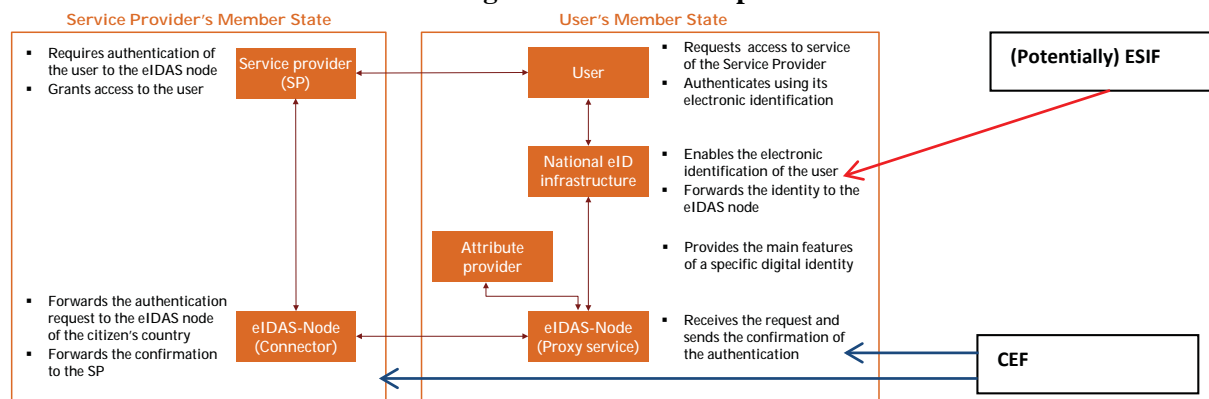 Service Provider's Member State
▪ Requires authentication of
the user to the eIDAS node
▪ Grants access to the user
Service provider
(SP)
▪ Forwards the authentication
request to the eIDAS node
of the citizen's country
▪ Forwards the confirmation
to the SP
eIDAS-Node
(Connector)
User's Member State
User
▪ Requests access to service
of the Service Provider
▪ Authenticates using its
electronic identification
National eID
infrastructure
▪ Enables the electronic
identification of the user
▪ Forwards the identity to the
eIDAS node
Attribute
provider
▪ Provides the main features
of a specific digital identity
eIDAS-Node
(Proxy service)
▪ Receives the request and
sends the confirmation of
the authentication
(Potentially) ESIF
CEF